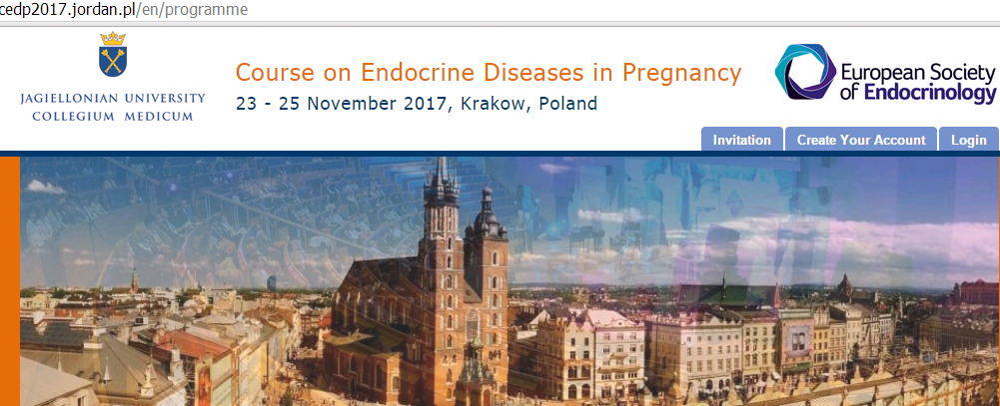 cedp2017.jordan.pl/en/programme
JAGIELLONIAN UNIVERSITY
COLLEGIUM MEDICUM
Course on Endocrine Diseases in Pregnancy
23 - 25 November 2017, Krakow, Poland
European Society
of Endocrinology
Invitation
Create Your Account
Login